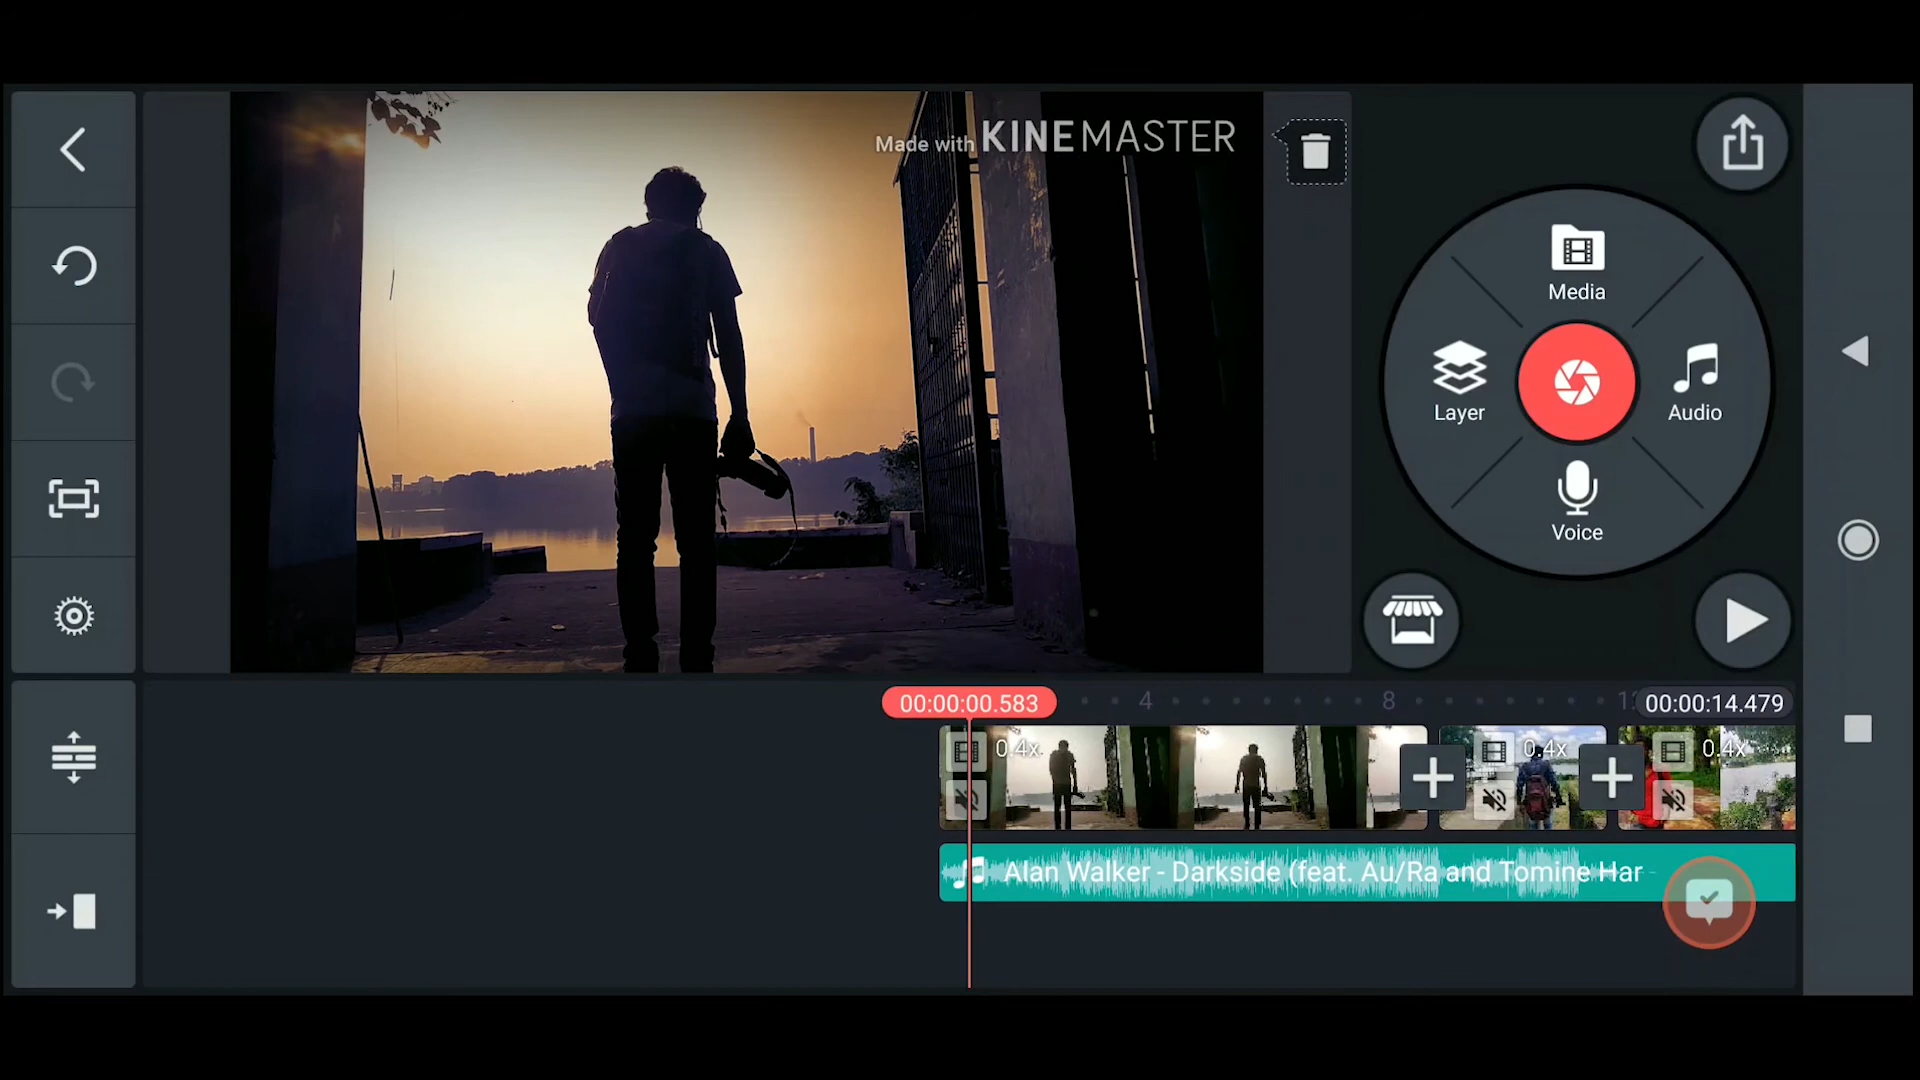 Made with KINEMASTER
Media
Layer
Audio
Voice
00:00:00.583
4
8
00:00:14.479
0.4x
0.4x
0.4x
Alan Walker - Darkside (feat. Au/Ra and Tomine Har